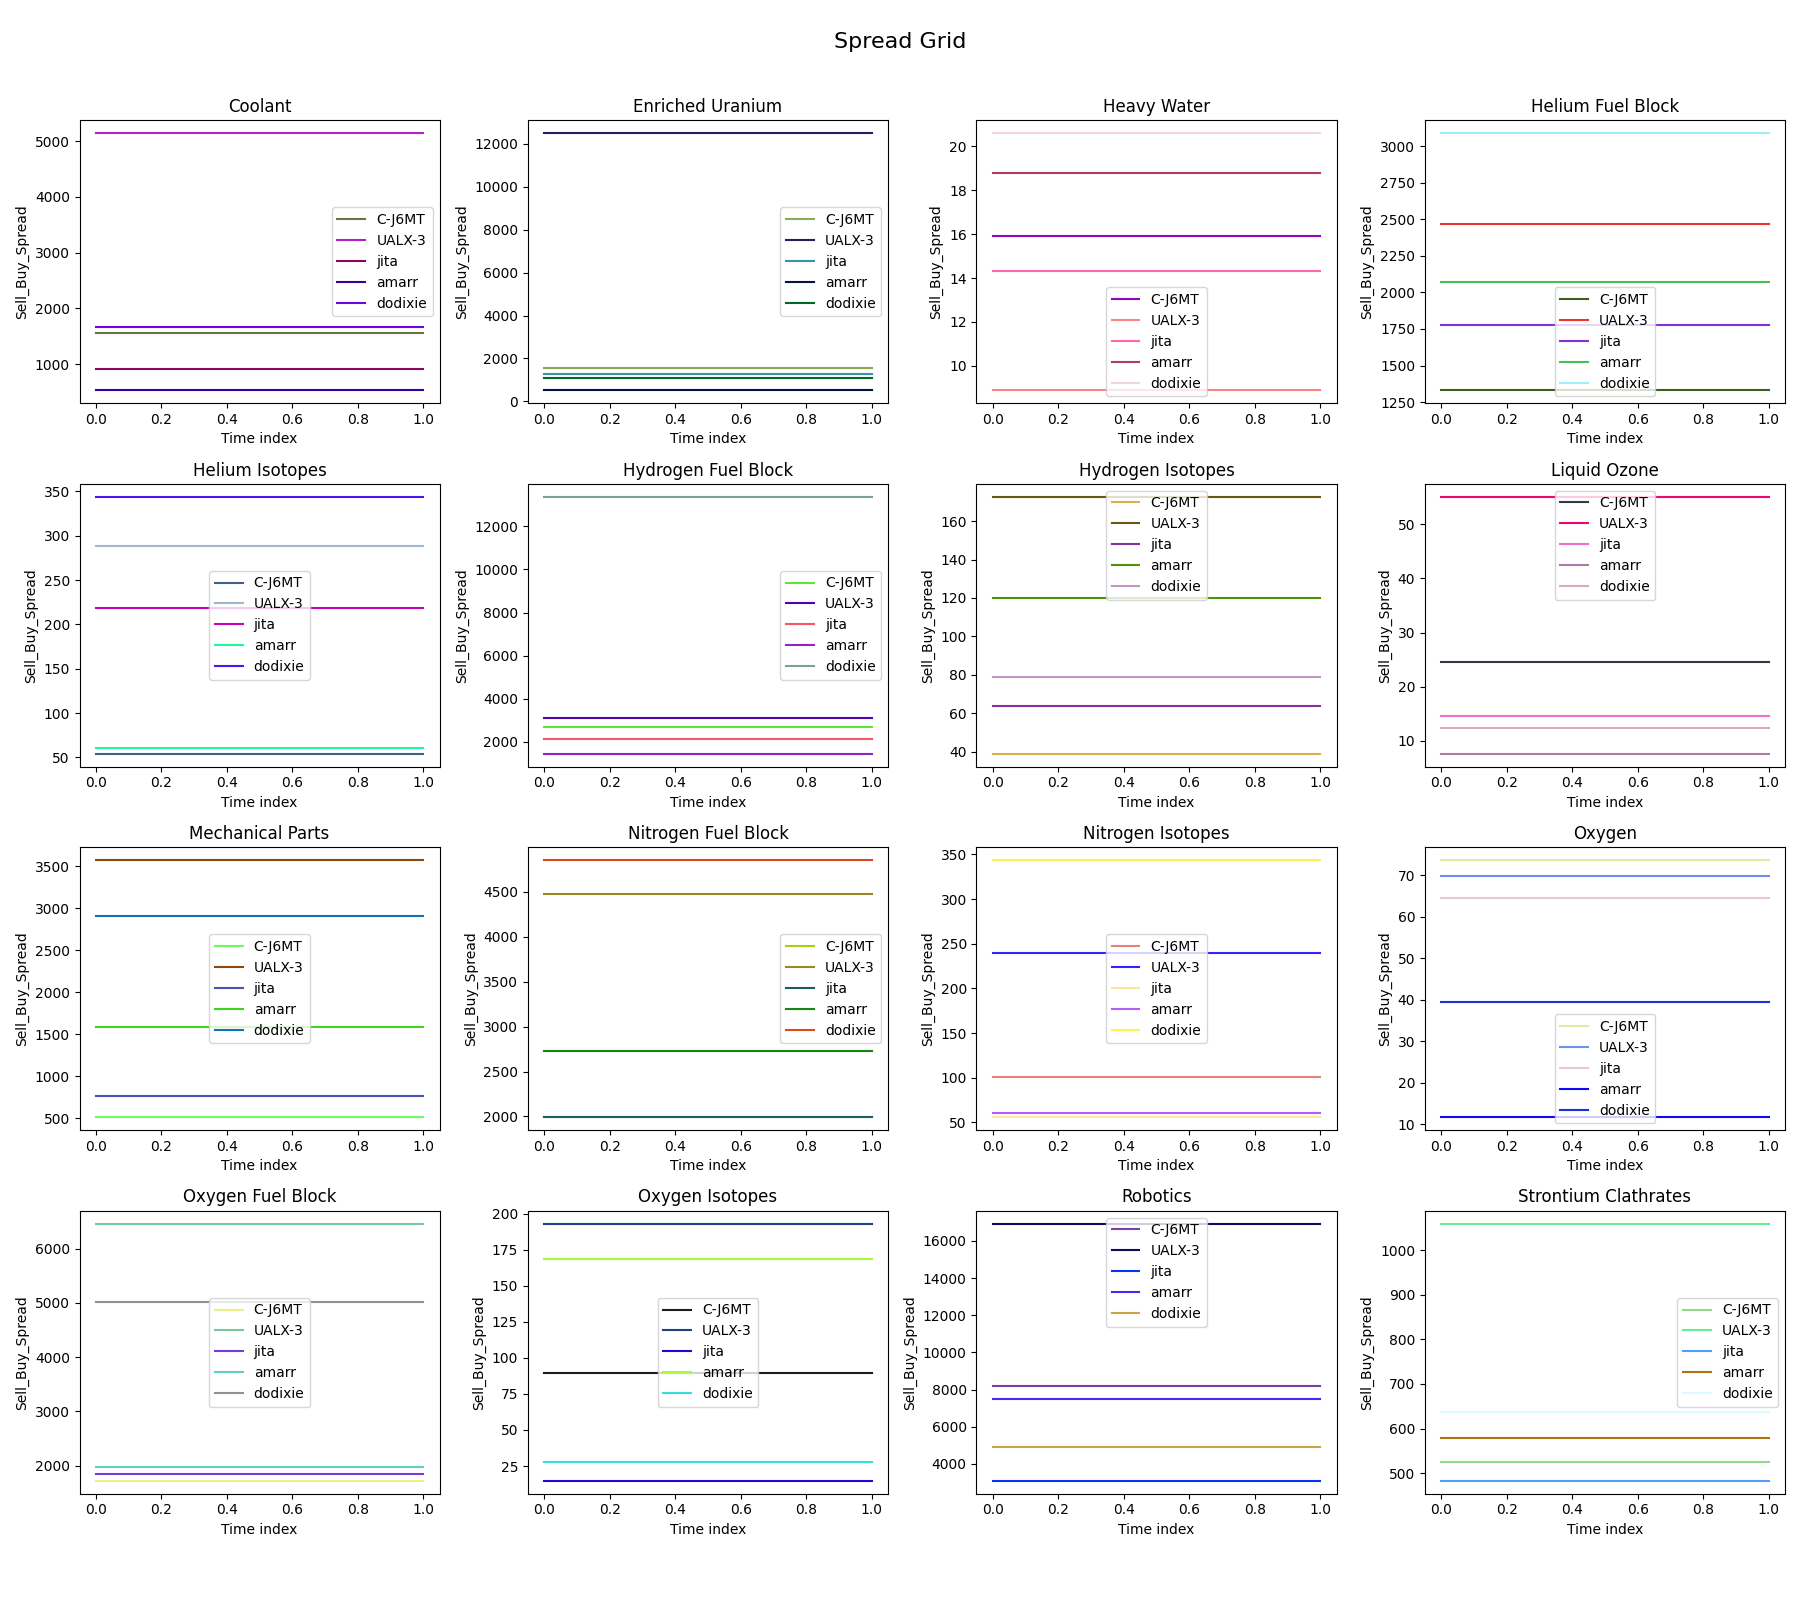 Spread Grid
Coolant
Sell_Buy_Spread
5000
4000
3000
2000
1000
C-J6MT
UALX-3
jita
amarr
dodixie
0.0 0.2 0.4 0.6 0.8 1.0
Time index
Enriched Uranium
Sell_Buy_Spread
12000
10000
8000
6000
4000
2000
0
C-J6MT
UALX-3
jita
amarr
dodixie
0.0 0.2 0.4 0.6 0.8 1.0
Time index
Heavy Water
Sell_Buy_Spread
20
18
16
14
12
10
C-J6MT
UALX-3
jita
amarr
dodixie
0.0 0.2 0.4 0.6 0.8 1.0
Time index
Helium Fuel Block
Sell_Buy_Spread
3000
2750
2500
2250
2000
1750
1500
1250
C-J6MT
UALX-3
jita
amarr
dodixie
0.0 0.2 0.4 0.6 0.8 1.0
Time index
Helium Isotopes
Sell_Buy_Spread
350
300
250
200
150
100
50
C-J6MT
UALX-3
jita
amarr
dodixie
0.0 0.2 0.4 0.6 0.8 1.0
Time index
Hydrogen Fuel Block
Sell_Buy_Spread
12000
10000
8000
6000
4000
2000
C-J6MT
UALX-3
jita
amarr
dodixie
0.0 0.2 0.4 0.6 0.8 1.0
Time index
Hydrogen Isotopes
Sell_Buy_Spread
160
140
120
100
80
60
40
C-J6MT
UALX-3
jita
amarr
dodixie
0.0 0.2 0.4 0.6 0.8 1.0
Time index
Liquid Ozone
Sell_Buy_Spread
50
40
30
20
10
C-J6MT
UALX-3
jita
amarr
dodixie
0.0 0.2 0.4 0.6 0.8 1.0
Time index
Mechanical Parts
Sell_Buy_Spread
3500
3000
2500
2000
1500
1000
500
C-J6MT
UALX-3
jita
amarr
dodixie
0.0 0.2 0.4 0.6 0.8 1.0
Time index
Nitrogen Fuel Block
Sell_Buy_Spread
4500
4000
3500
3000
2500
2000
C-J6MT
UALX-3
jita
amarr
dodixie
0.0 0.2 0.4 0.6 0.8 1.0
Time index
Nitrogen Isotopes
Sell_Buy_Spread
350
300
250
200
150
100
50
C-J6MT
UALX-3
jita
amarr
dodixie
0.0 0.2 0.4 0.6 0.8 1.0
Time index
Oxygen
Sell_Buy_Spread
70
60
50
40
30
20
10
C-J6MT
UALX-3
jita
amarr
dodixie
0.0 0.2 0.4 0.6 0.8 1.0
Time index
Oxygen Fuel Block
Sell_Buy_Spread
6000
5000
4000
3000
2000
C-J6MT
UALX-3
jita
amarr
dodixie
0.0 0.2 0.4 0.6 0.8 1.0
Time index
Oxygen Isotopes
Sell_Buy_Spread
200
175
150
125
100
75
50
25
C-J6MT
UALX-3
jita
amarr
dodixie
0.0 0.2 0.4 0.6 0.8 1.0
Time index
Robotics
Sell_Buy_Spread
16000
14000
12000
10000
8000
6000
4000
C-J6MT
UALX-3
jita
amarr
dodixie
0.0 0.2 0.4 0.6 0.8 1.0
Time index
Strontium Clathrates
Sell_Buy_Spread
1000
900
800
700
600
500
C-J6MT
UALX-3
jita
amarr
dodixie
0.0 0.2 0.4 0.6 0.8 1.0
Time index